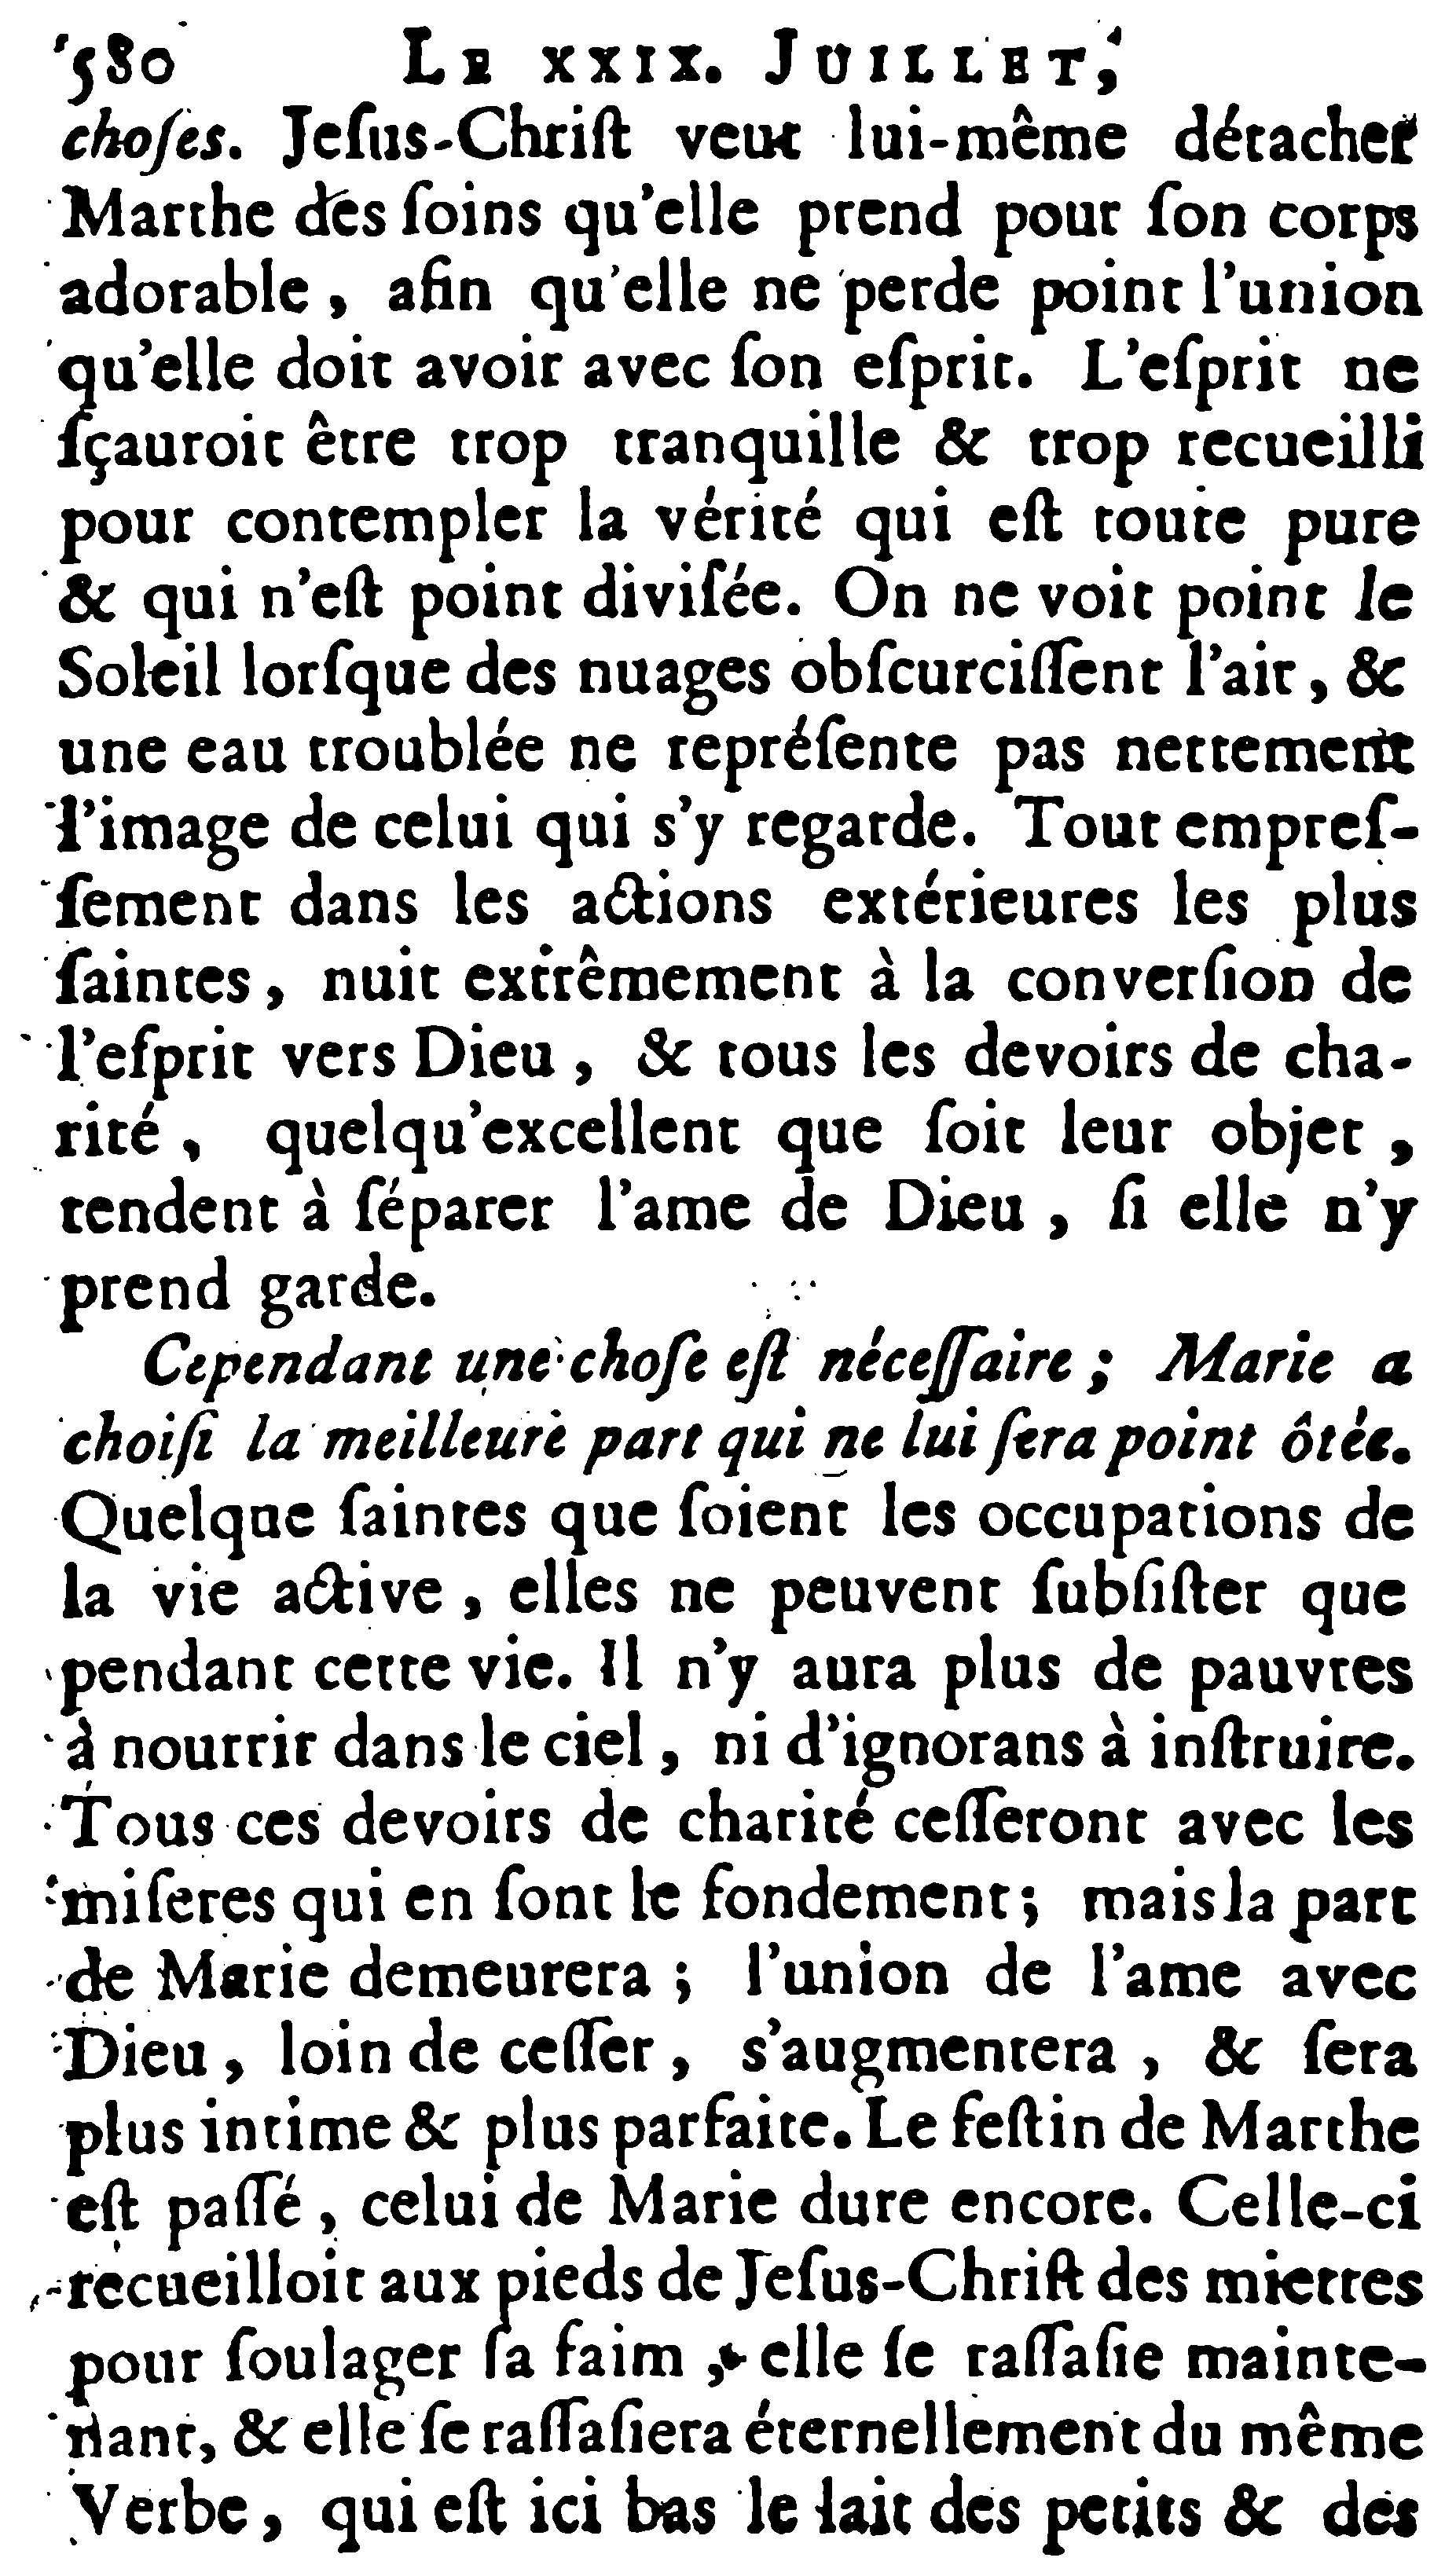 580 LE XXIX. JUILLET,
choſes. Jeſus-Chriſt veut lui-même détacher
Marthe des ſoins qu'elle prend pour ſon corps
adorable, afin qu'elle ne perde point l'union
qu'elle doit avoir avec ſon eſprit. L'eſprit ne
ſçauroit être trop tranquille & trop recueilli
pour contempler la vérité qui eſt toute pure
& qui n'eſt point diviſée. On ne voit point le
Soleil lorſque des nuages obſcurciſſent l'air, &
une eau troublée ne repréſente pas nettement
l'image de celui qui s'y regarde. Tout empreſ-
ſement dans les actions extérieures les plus
ſaintes, nuit extrêmement à la converſion de
l'eſprit vers Dieu, & tous les devoirs de cha-
rité, quelqu'excellent que ſoit leur objet,
tendent à ſéparer l'ame de Dieu, ſi elle n'y
prend garde.
Cependant une choſe eſt néceſſaire; Marie a
choiſi la meilleure part qui ne lui ſera point ôtée.
Quelque ſaintes que ſoient les occupations de
la vie active, elles ne peuvent ſubſiſter que
pendant cette vie. Il n'y aura plus de pauvres
à nourrir dans le ciel, ni d'ignorans à inſtruire.
Tous ces devoirs de charité ceſſeront avec les
miſeres qui en ſont le fondement; mais la part
de Marie demeurera; l'union de l'ame avec
Dieu, loin de ceſſer, s'augmentera, & ſera
plus intime & plus parfaite. Le feſtin de Marthe
eſt paſſé, celui de Marie dure encore. Celle-ci
recueilloit aux pieds de Jeſus-Chriſt des miettes
pour ſoulager ſa faim, elle ſe raſſaſie mainte-
nant, & elle ſe raſſaſiera éternellement du même
Verbe, qui eſt ici bas le lait des petits & des